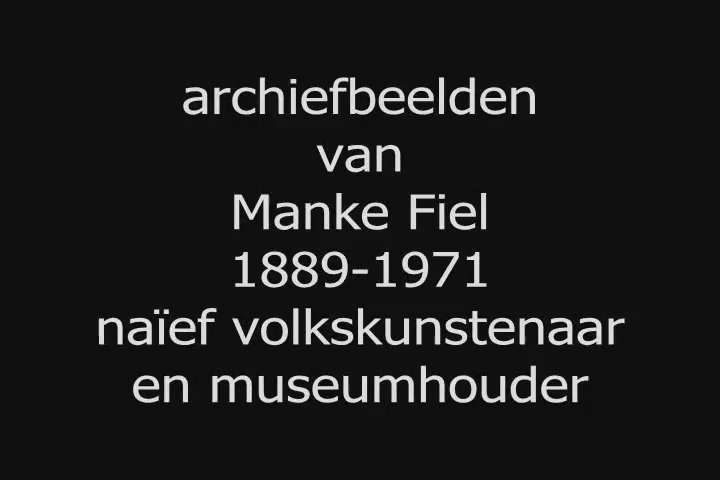 archiefbeelden
van
Manke Fiel
1889-1971
naïef volkskunstenaar
en museumhouder